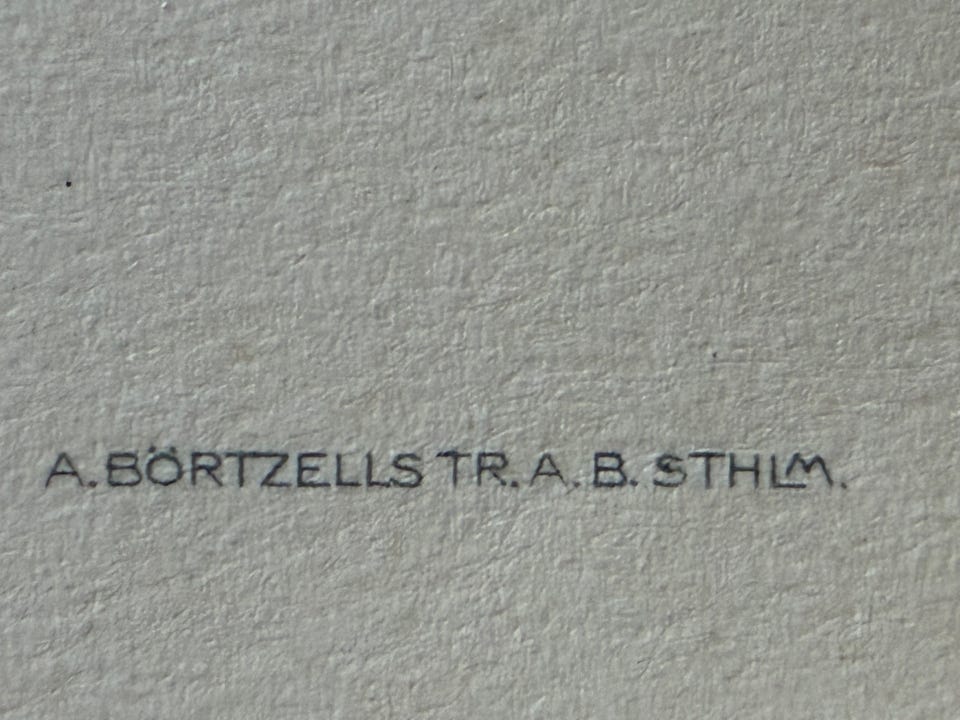 A. BÖRTZELLS TR. A. B. STHLM.